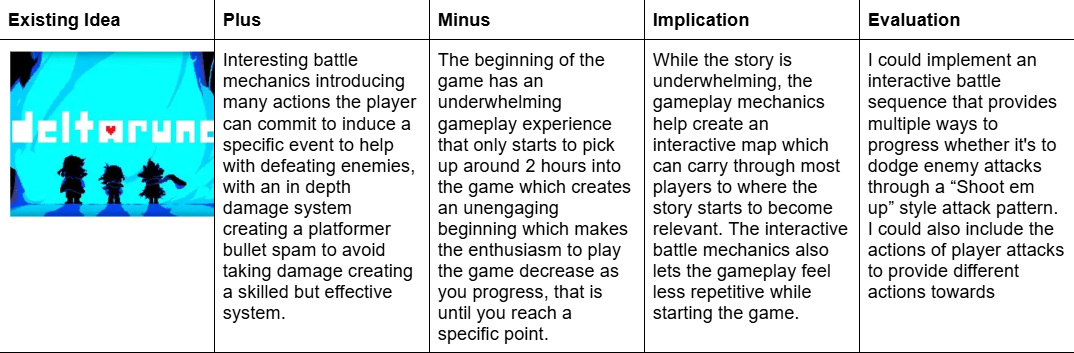 Existing Idea
Plus
Minus
Implication
Evaluation
deltarune
Interesting battle
mechanics introducing
many actions the player
can commit to induce a
specific event to help
with defeating enemies,
with an in depth
damage system
creating a platformer
bullet spam to avoid
taking damage creating
a skilled but effective
system.
The beginning of the
game has an
underwhelming
gameplay experience
that only starts to pick
up around 2 hours into
the game which creates
an unengaging
beginning which makes
the enthusiasm to play
the game decrease as
you progress, that is
until you reach a
specific point.
While the story is
underwhelming, the
gameplay mechanics
help create an
interactive map which
can carry through most
players to where the
story starts to become
relevant. The interactive
battle mechanics also
lets the gameplay feel
less repetitive while
starting the game.
I could implement an
interactive battle
sequence that provides
multiple ways to
progress whether it's to
dodge enemy attacks
through a “Shoot em
up” style attack pattern.
I could also include the
actions of player attacks
to provide different
actions towards